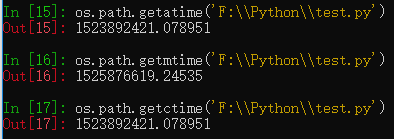 In [15]: os.path.getatime('F:\\Python\\test.py')
Out[15]: 1523892421.078951
In [16]: os.path.getmtime('F:\\Python\\test.py')
Out[16]: 1525876619.24535
In [17]: os.path.getctime('F:\\Python\\test.py')
Out[17]: 1523892421.078951